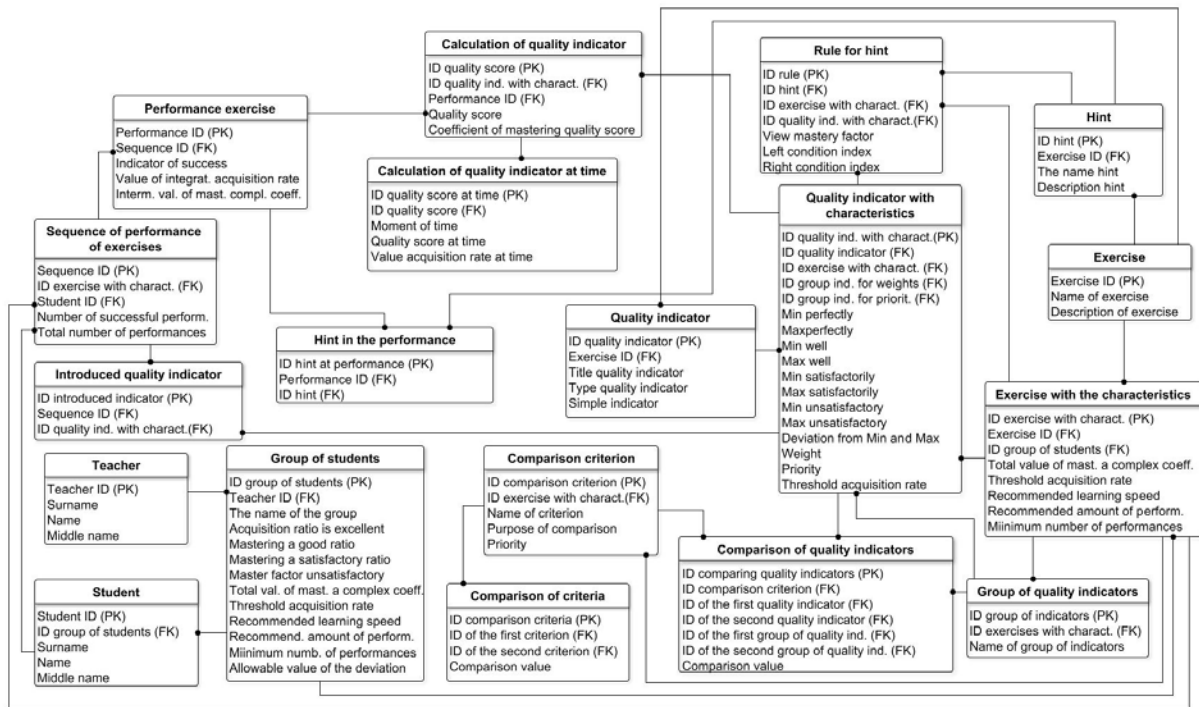 Calculation of quality indicator
ID quality score (PK)
ID quality ind. with charact. (FK)
Performance ID (FK)
Quality score
Coefficient of mastering quality score
Rule for hint
ID rule (PK)
ID hint (FK)
ID exercise with charact. (FK)
ID quality ind. with charact.(FK)
View mastery factor
Left condition index
Right condition index
Performance exercise
Performance ID (PK)
Sequence ID (FK)
Indicator of success
Value of integrat. acquisition rate
Interm. val. of mast. compl. coeff.
Hint
ID hint (PK)
Exercise ID (FK)
The name hint
Description hint
Calculation of quality indicator at time
ID quality score at time (PK)
ID quality score (FK)
Moment of time
Quality score at time
Value acquisition rate at time
Quality indicator with
characteristics
ID quality ind. with charact.(PK)
ID quality indicator (FK)
ID exercise with charact. (FK)
ID group ind. for weights (FK)
ID group ind. for priorit. (FK)
Min perfectly
Maxperfectly
Min well
Max well
Min satisfactorily
Max satisfactorily
Min unsatisfactory
Max unsatisfactory
Deviation from Min and Max
Weight
Priority
Threshold acquisition rate
Sequence of performance
of exercises
Sequence ID (PK)
ID exercise with charact. (FK)
Student ID (FK)
Number of successful perform.
Total number of performances
Exercise
Exercise ID (PK)
Name of exercise
Description of exercise
Hint in the performance
ID hint at performance (PK)
Performance ID (FK)
ID hint (FK)
Quality indicator
ID quality indicator (PK)
Exercise ID (FK)
Title quality indicator
Type quality indicator
Simple indicator
Introduced quality indicator
ID introduced indicator (PK)
Sequence ID (FK)
ID quality ind. with charact.(FK)
Exercise with the characteristics
ID exercise with charact. (PK)
Exercise ID (FK)
ID group of students (FK)
Total value of mast. a complex coeff.
Threshold acquisition rate
Recommended learning speed
Recommended amount of perform.
Miinimum number of performances
Teacher
Teacher ID (PK)
Surname
Name
Middle name
Group of students
ID group of students (PK)
Teacher ID (FK)
The name of the group
Acquisition ratio is excellent
Mastering a good ratio
Mastering a satisfactory ratio
Master factor unsatisfactory
Total val. of mast. a complex coeff.
Threshold acquisition rate
Recommended learning speed
Recommend. amount of perform.
Miinimum numb. of performances
Allowable value of the deviation
Comparison criterion
ID comparison criterion (PK)
ID exercise with charact.(FK)
Name of criterion
Purpose of comparison
Priority
Student
Student ID (PK)
ID group of students (FK)
Surname
Name
Middle name
Comparison of criteria
ID comparison criteria (PK)
ID of the first criterion (FK)
ID of the second criterion (FK)
Comparison value
Comparison of quality indicators
ID comparing quality indicators (PK)
ID comparison criterion (FK)
ID of the first quality indicator (FK)
ID of the second quality indicator (FK)
ID of the first group of quality ind. (FK)
ID of the second group of quality ind. (FK)
Comparison value
Group of quality indicators
ID group of indicators (PK)
ID exercises with charact. (FK)
Name of group of indicators